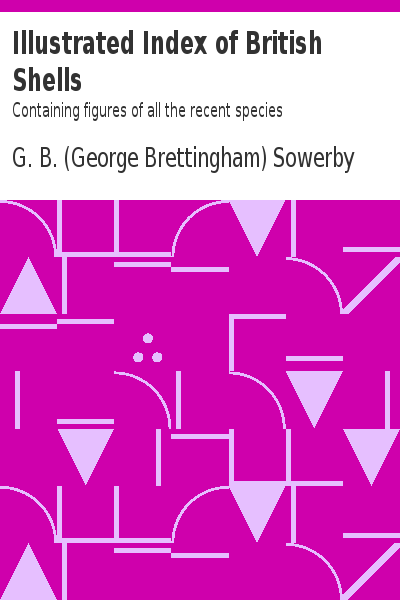 Illustrated Index of British
Shells
Containing figures of all the recent species
G. B. (George Brettingham) Sowerby